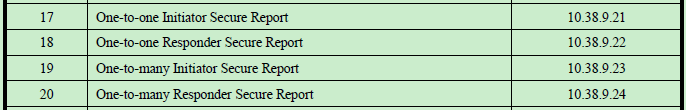 17 One-to-one Initiator Secure Report 10.38.9.21
18 One-to-one Responder Secure Report 10.38.9.22
19 One-to-many Initiator Secure Report 10.38.9.23
20 One-to-many Responder Secure Report 10.38.9.24